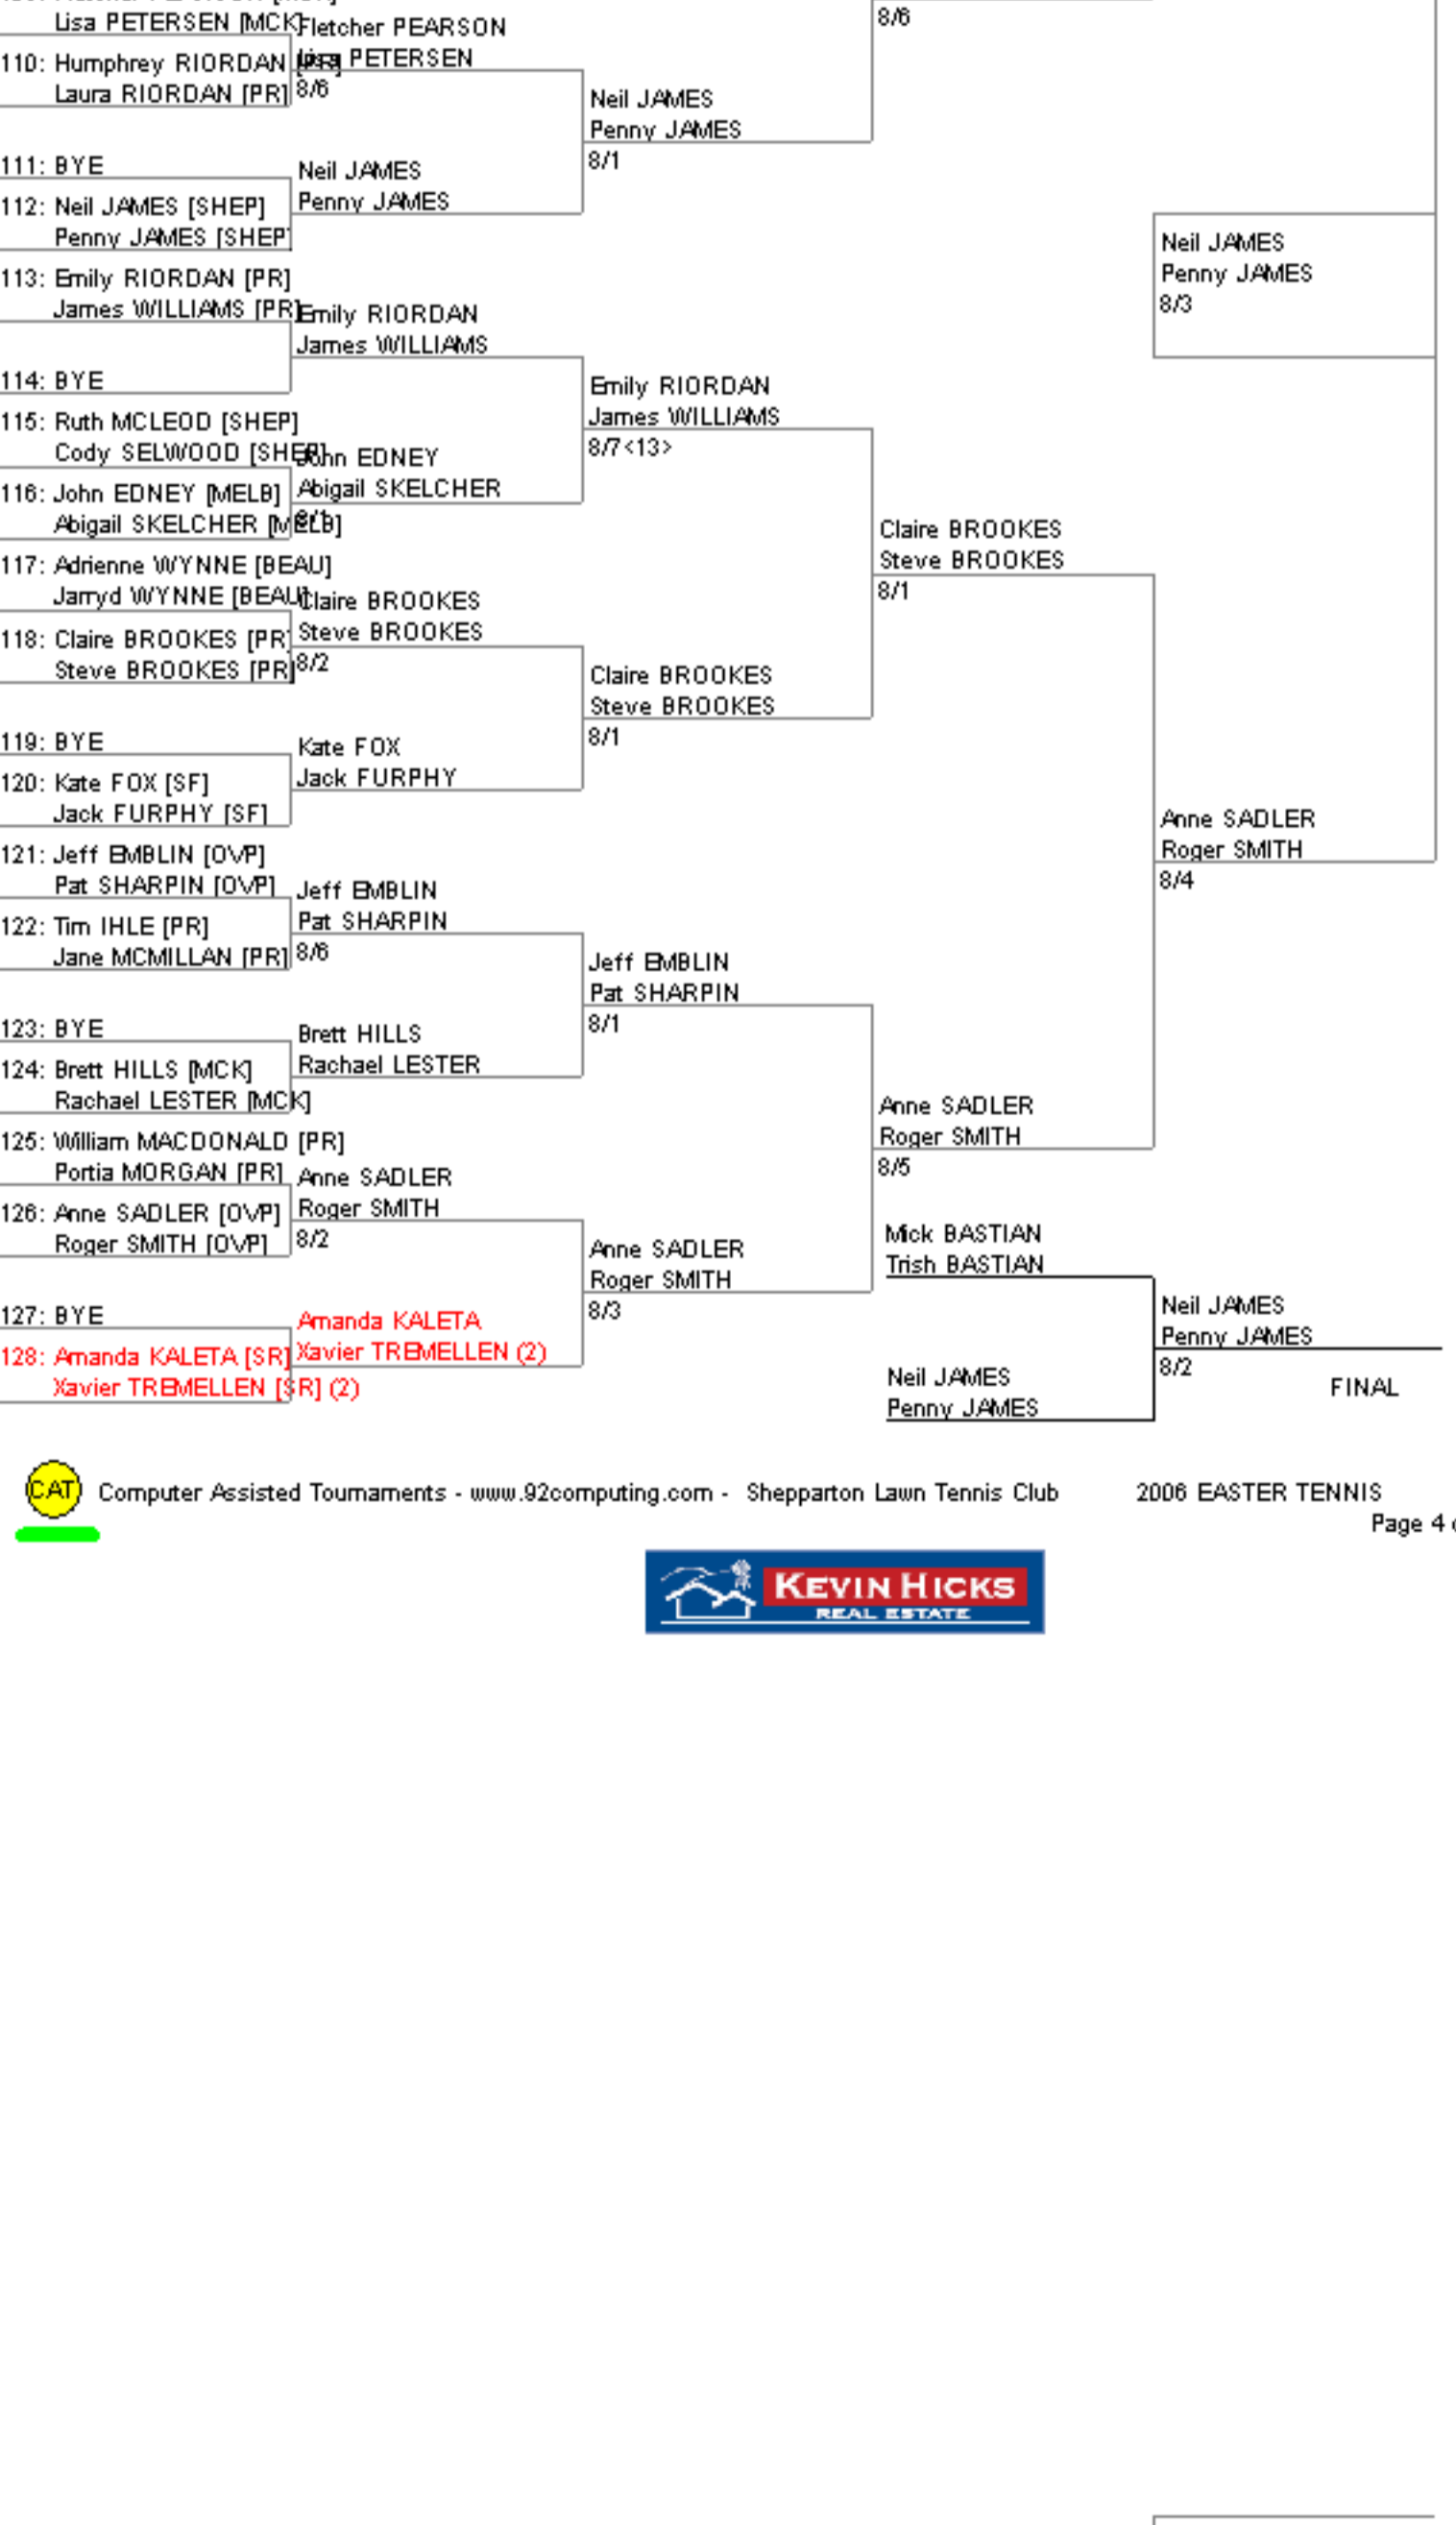 8/6
Lisa PETERSEN [MCK]
Fletcher PEARSON
110: Humphrey RIORDAN [PR]
Lisa PETERSEN
Laura RIORDAN [PR]
8/6
Neil JAMES
Penny JAMES
8/1
111: BYE
Neil JAMES
112: Neil JAMES [SHEP]
Penny JAMES
Penny JAMES [SHEP]
Neil JAMES
Penny JAMES
8/3
113: Emily RIORDAN [PR]
James WILLIAMS [PR]
Emily RIORDAN
James WILLIAMS
114: BYE
Emily RIORDAN
James WILLIAMS
8/7<13>
115: Ruth MCLEOD [SHEP]
Cody SELWOOD [SHEP]
John EDNEY
116: John EDNEY [MELB]
Abigail SKELCHER
Abigail SKELCHER [MELB]
Claire BROOKES
Steve BROOKES
8/1
117: Adrienne WYNNE [BEAU]
Jarryd WYNNE [BEAU]
Claire BROOKES
118: Claire BROOKES [PR]
Steve BROOKES
Steve BROOKES [PR]
8/2
Claire BROOKES
Steve BROOKES
8/1
119: BYE
Kate FOX
120: Kate FOX [SF]
Jack FURPHY
Jack FURPHY [SF]
Anne SADLER
Roger SMITH
8/4
121: Jeff EMBLIN [OVP]
Pat SHARPIN [OVP]
Jeff EMBLIN
122: Tim IHLE [PR]
Pat SHARPIN
Jane MCMILLAN [PR]
8/6
Jeff EMBLIN
Pat SHARPIN
8/1
123: BYE
Brett HILLS
124: Brett HILLS [MCK]
Rachael LESTER
Rachael LESTER [MCK]
Anne SADLER
Roger SMITH
8/5
125: William MACDONALD [PR]
Portia MORGAN [PR]
Anne SADLER
126: Anne SADLER [OVP]
Roger SMITH
Roger SMITH [OVP]
8/2
Mick BASTIAN
Trish BASTIAN
Anne SADLER
Roger SMITH
8/3
127: BYE
Amanda KALETA
128: Amanda KALETA [SR]
Xavier TREMELLEN (2)
Xavier TREMELLEN [SR] (2)
Neil JAMES
Penny JAMES
8/2
FINAL
Neil JAMES
Penny JAMES
CAT
Computer Assisted Tournaments - www.92computing.com - Shepparton Lawn Tennis Club
2006 EASTER TENNIS
Page 4
KEVIN HICKS
REAL ESTATE